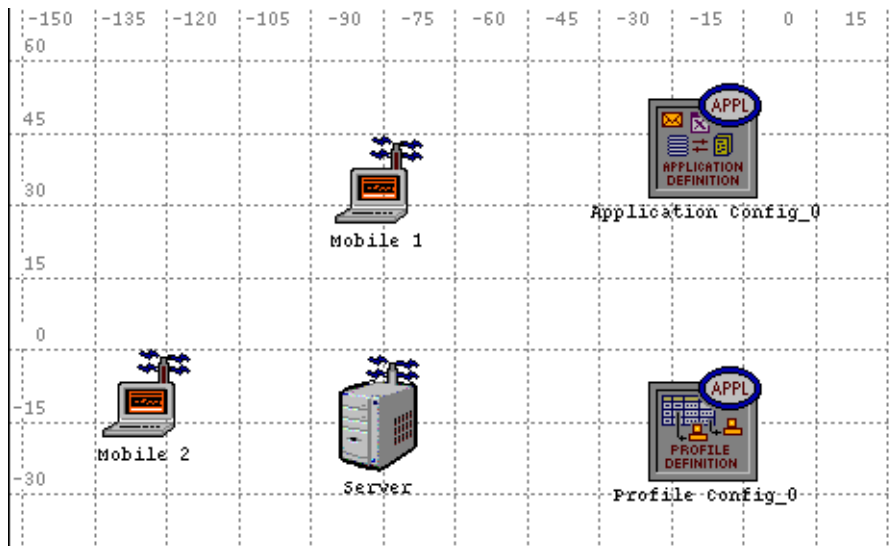 -150 -135 -120 -105 -90 -75 -60 -45 -30 -15 0 15
60
45
APPL
30
APPLICATION
DEFINITION
Application Config_0
Mobile 1
15
0
-15
APPL
Mobile 2
PROFILE
DEFINITION
-30
Server
Profile Config_0